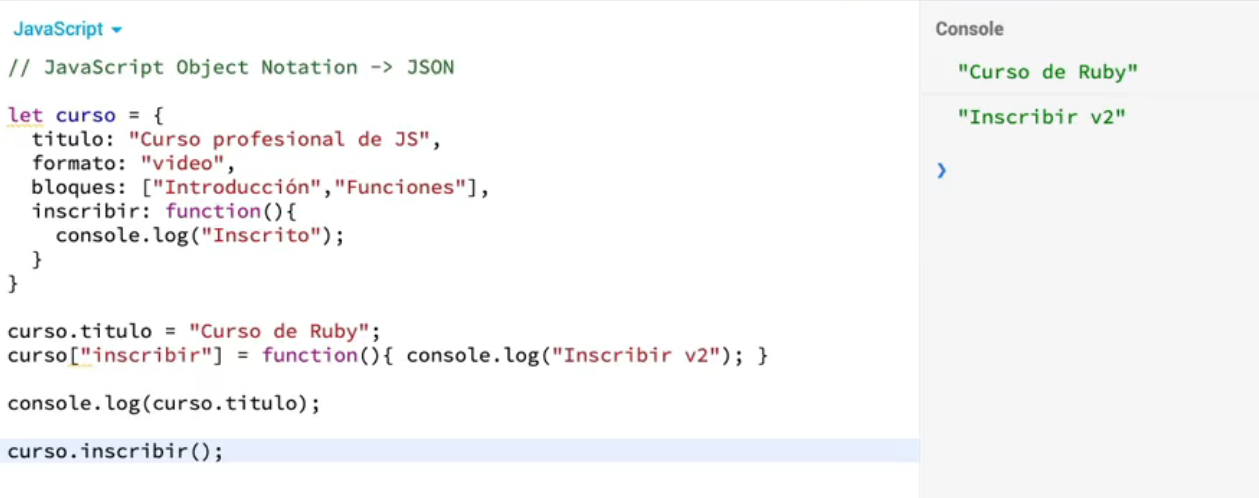 JavaScript
// JavaScript Object Notation -> JSON
let curso = {
  titulo: "Curso profesional de JS",
  formato: "video",
  bloques: ["Introducción","Funciones"],
  inscribir: function(){
    console.log("Inscrito");
  }
}
curso.titulo = "Curso de Ruby";
curso["inscribir"] = function(){ console.log("Inscribir v2"); }
console.log(curso.titulo);
curso.inscribir();
Console
"Curso de Ruby"
"Inscribir v2"